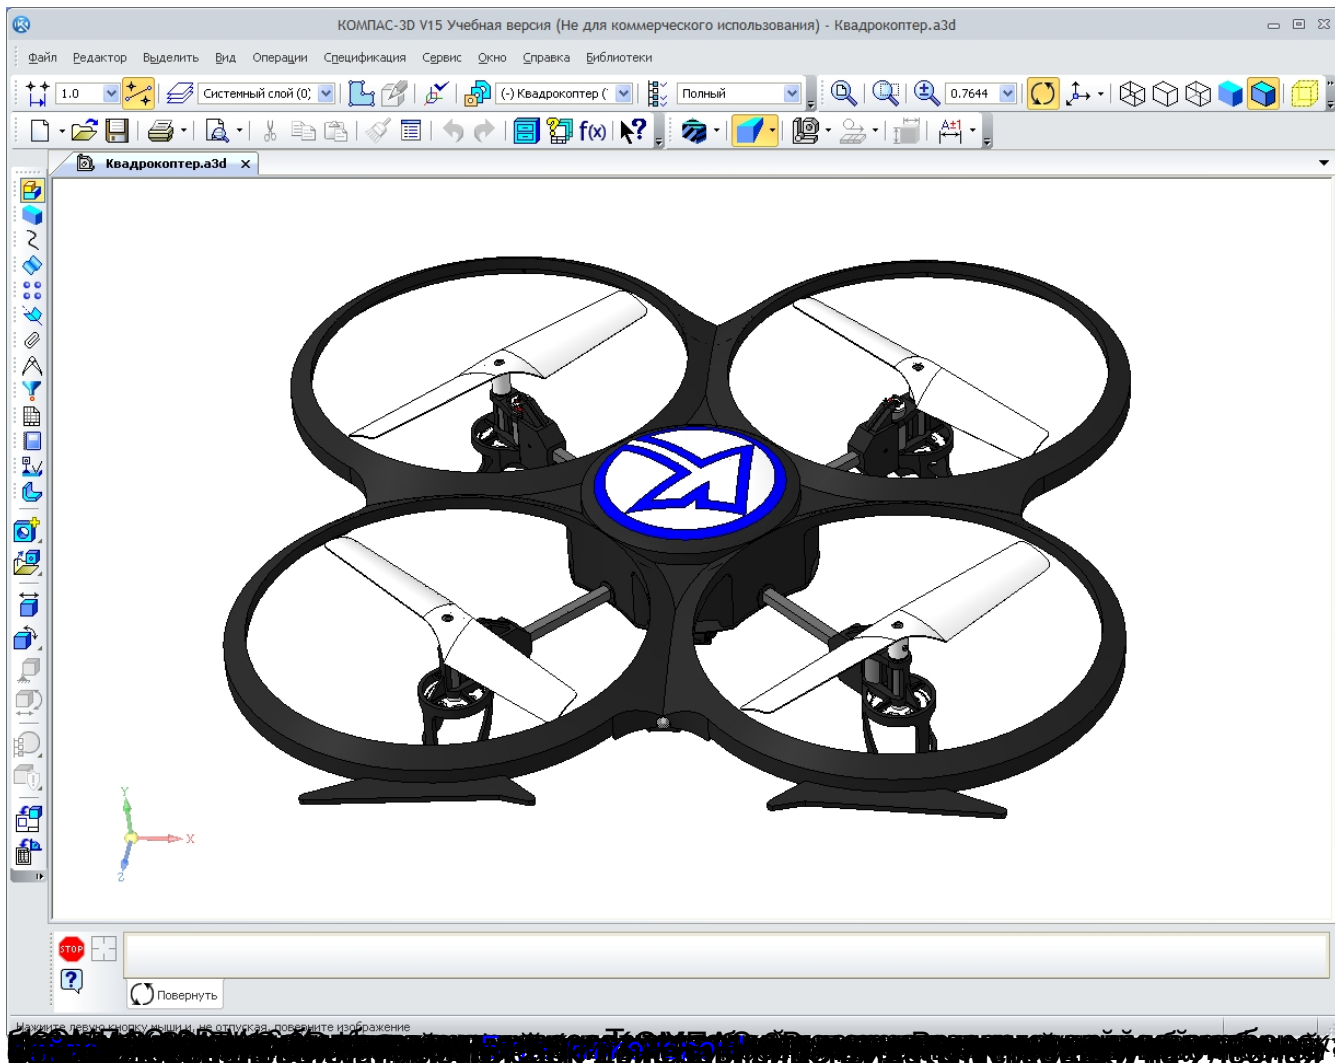 КОМПАС-3D V15 Учебная версия (Не для коммерческого использования) - Квадрокоптер.a3d
Файл Редактор Выделить Вид Операции Спецификация Сервис Окно Справка Библиотеки
1.0 Системный слой (0; (-) Квадрокоптер ( Полный 0.7644
f(x)
Квадрокоптер.a3d x
Y
X
Z
STOP
Повернуть
Нажмите левую кнопку мыши и, не отпуская, поверните изображение